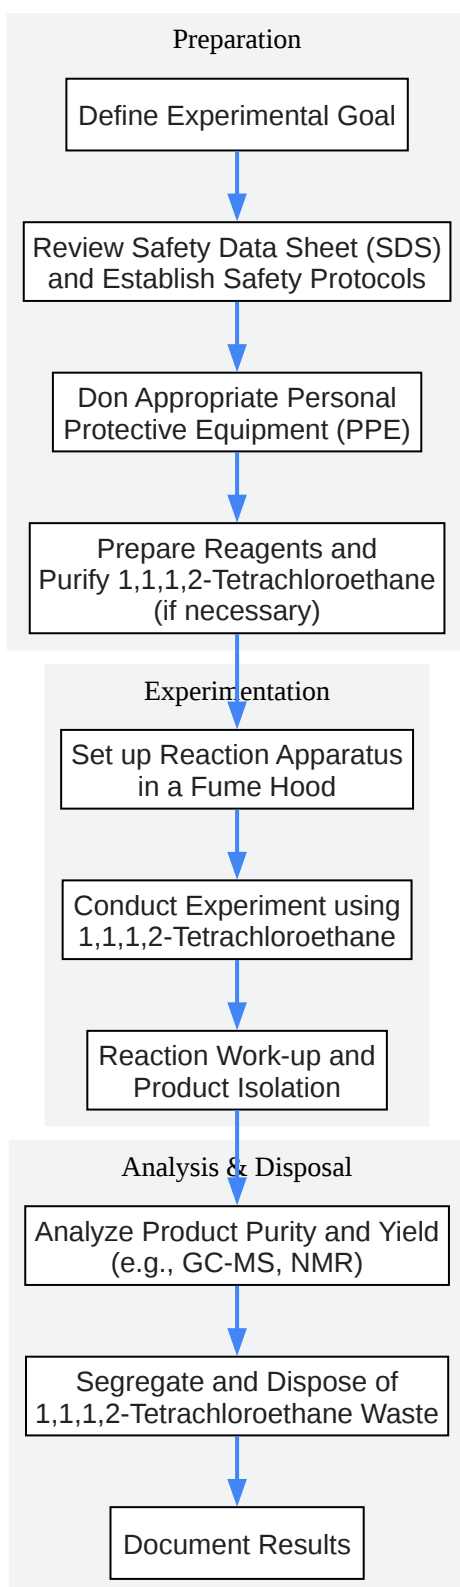 Preparation
Define Experimental Goal
Review Safety Data Sheet (SDS)
and Establish Safety Protocols
Don Appropriate Personal
Protective Equipment (PPE)
Prepare Reagents and
Purify 1,1,1,2-Tetrachloroethane
(if necessary)
Experimentation
Set up Reaction Apparatus
in a Fume Hood
Conduct Experiment using
1,1,1,2-Tetrachloroethane
Reaction Work-up and
Product Isolation
Analysis & Disposal
Analyze Product Purity and Yield
(e.g., GC-MS, NMR)
Segregate and Dispose of
1,1,1,2-Tetrachloroethane Waste
Document Results